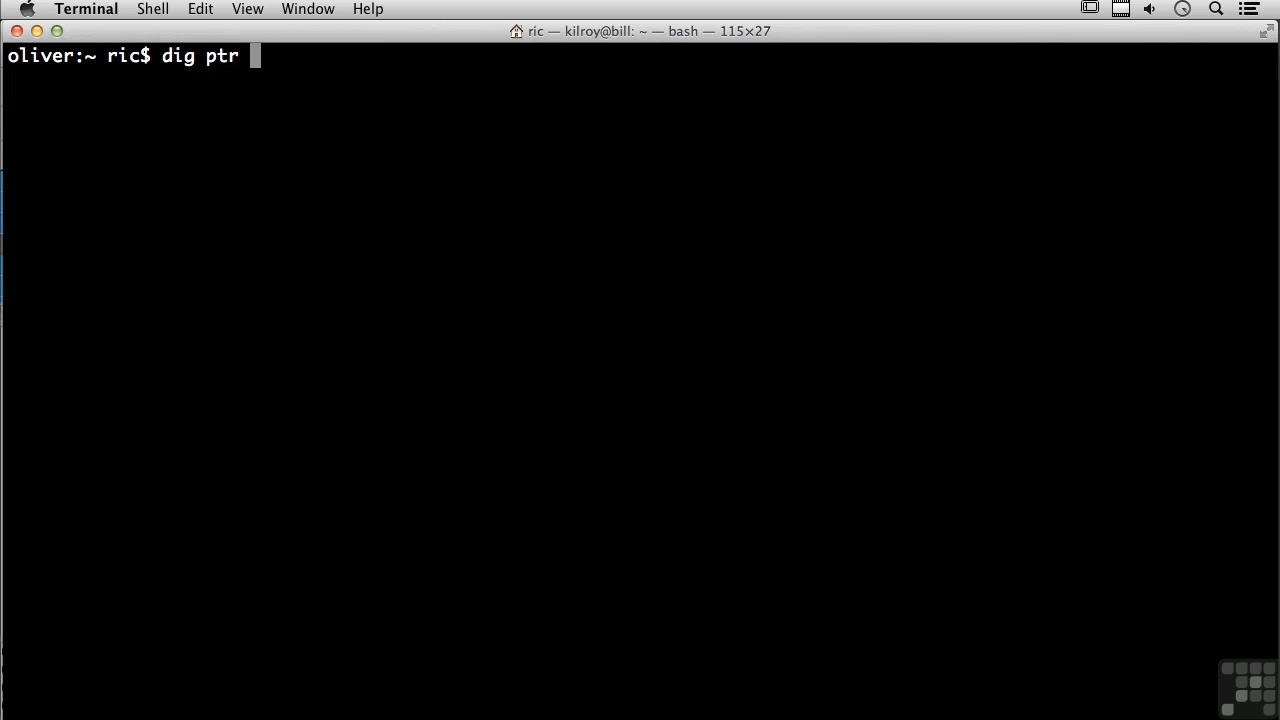 Terminal Shell Edit View Window Help
ric — kilroy@bill: ~ — bash — 115×27
oliver:~ ric$ dig ptr